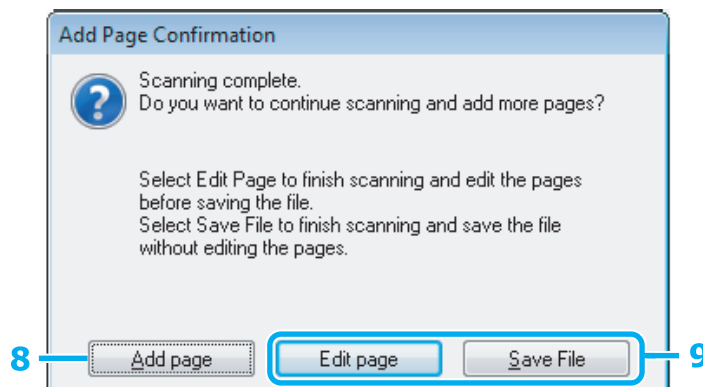 Add Page Confirmation
Scanning complete.
Do you want to continue scanning and add more pages?
Select Edit Page to finish scanning and edit the pages
before saving the file.
Select Save File to finish scanning and save the file
without editing the pages.
8 Add page Edit page Save File 9